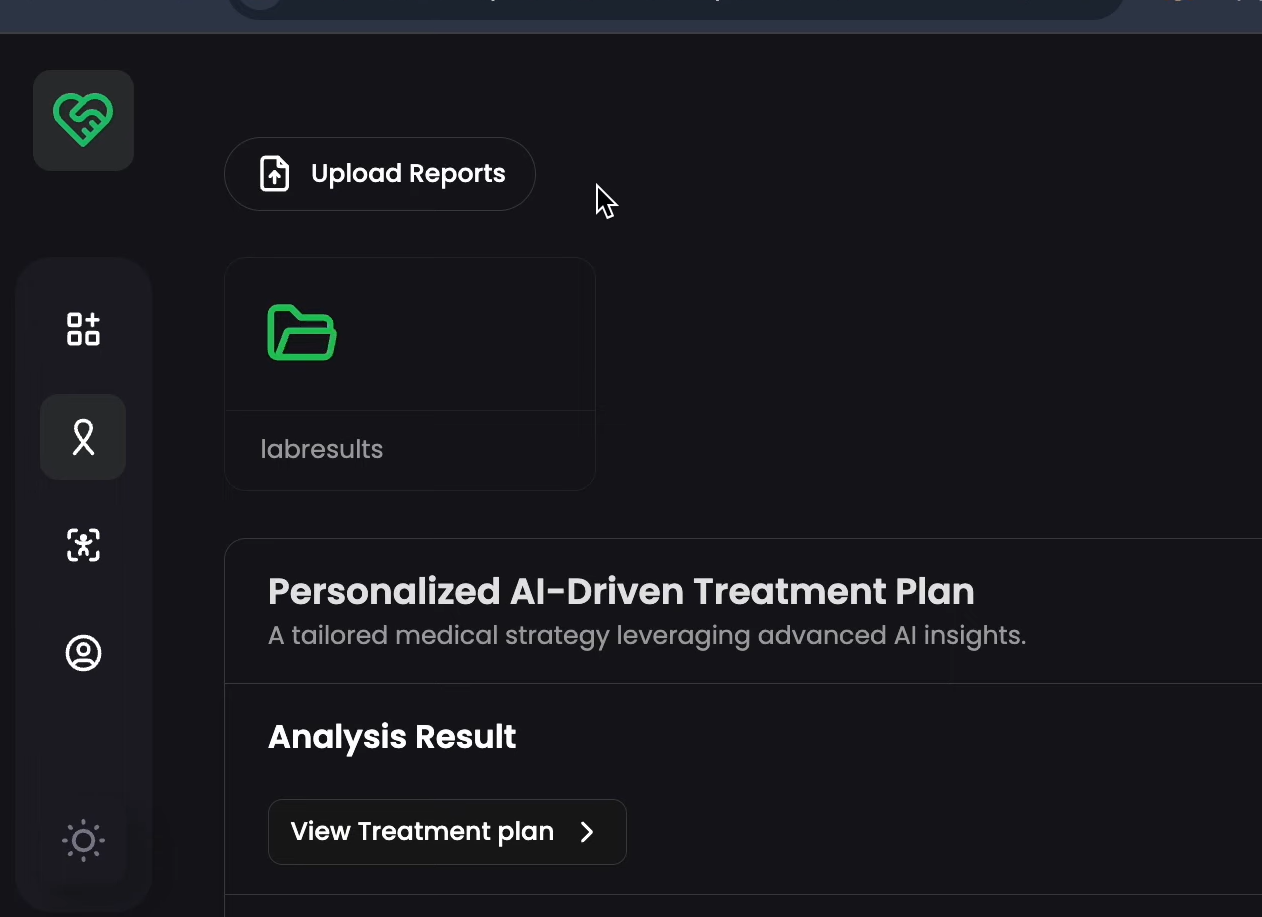 Upload Reports
labresults
Personalized AI-Driven Treatment Plan
A tailored medical strategy leveraging advanced AI insights.
Analysis Result
View Treatment plan